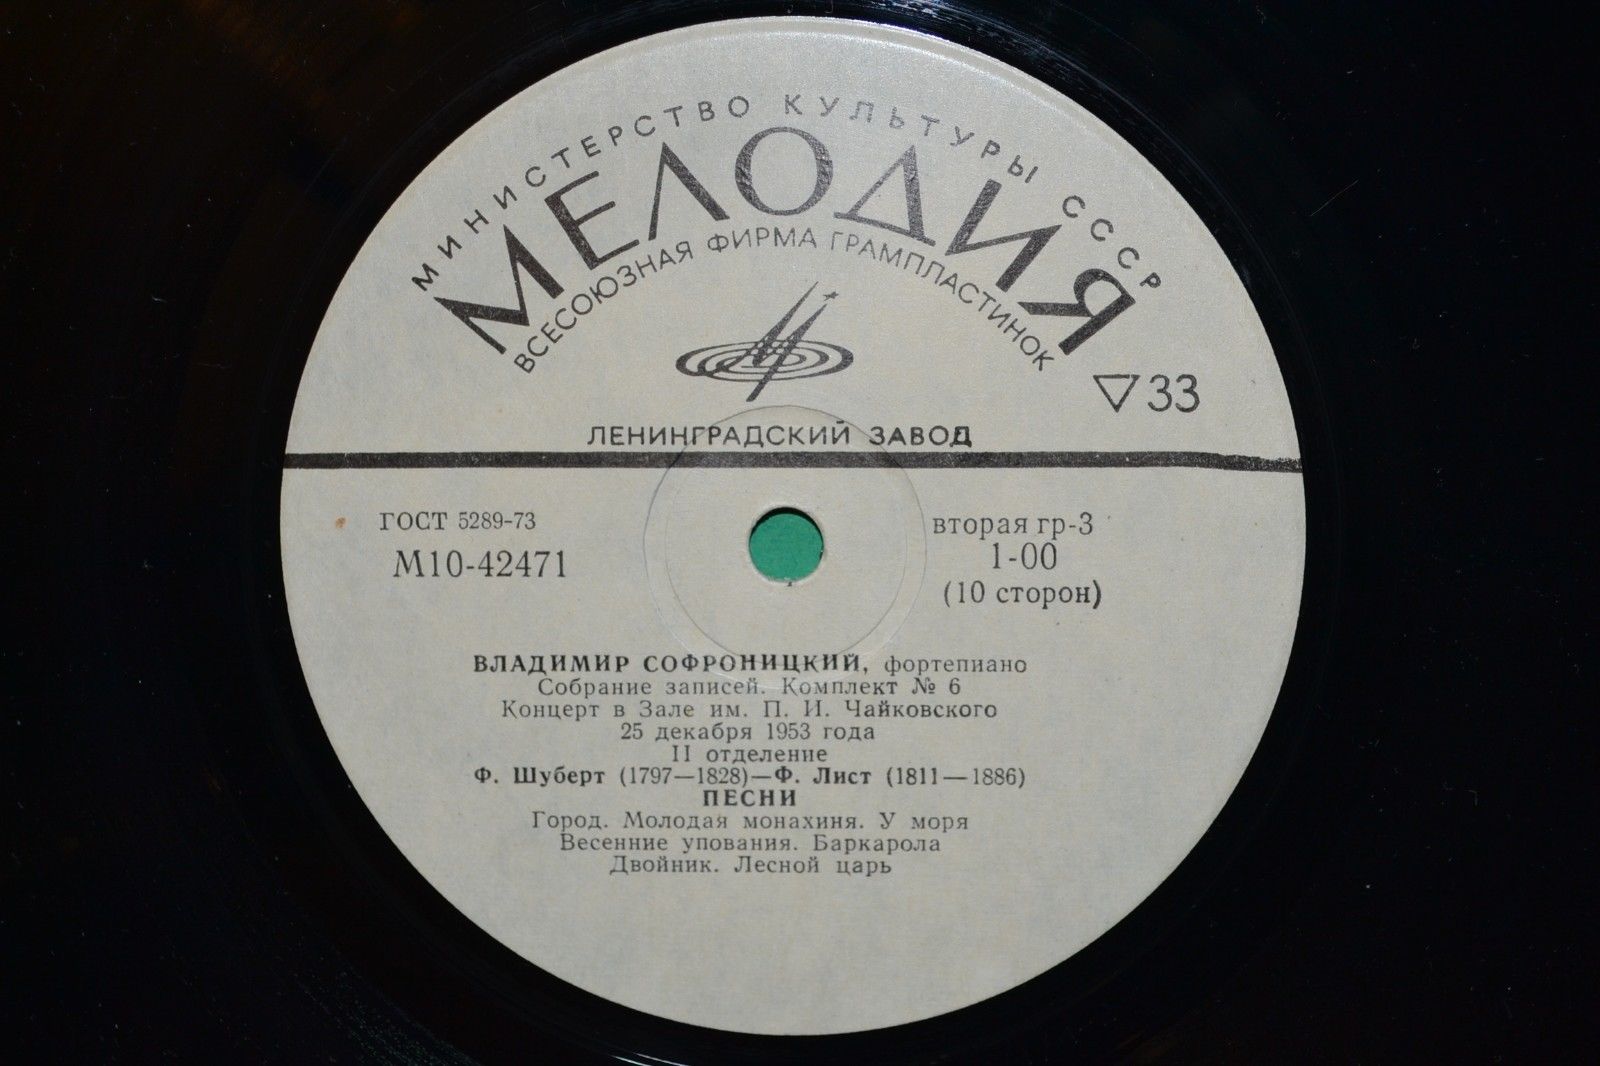 МИНИСТЕРСТВО КУЛЬТУРЫ СССР
МЕЛОДИЯ
ВСЕСОЮЗНАЯ ФИРМА ГРАМПЛАСТИНОК
33
ЛЕНИНГРАДСКИЙ ЗАВОД
ГОСТ 5289-73
М10-42471
вторая гр-3
1-00
(10 сторон)
ВЛАДИМИР СОФРОНИЦКИЙ, фортепиано
Собрание записей. Комплект № 6
Концерт в Зале им. П. И. Чайковского
25 декабря 1953 года
II отделение
Ф. Шуберт (1797—1828)—Ф. Лист (1811—1886)
ПЕСНИ
Город. Молодая монахиня. У моря
Весенние упования. Баркарола
Двойник. Лесной царь